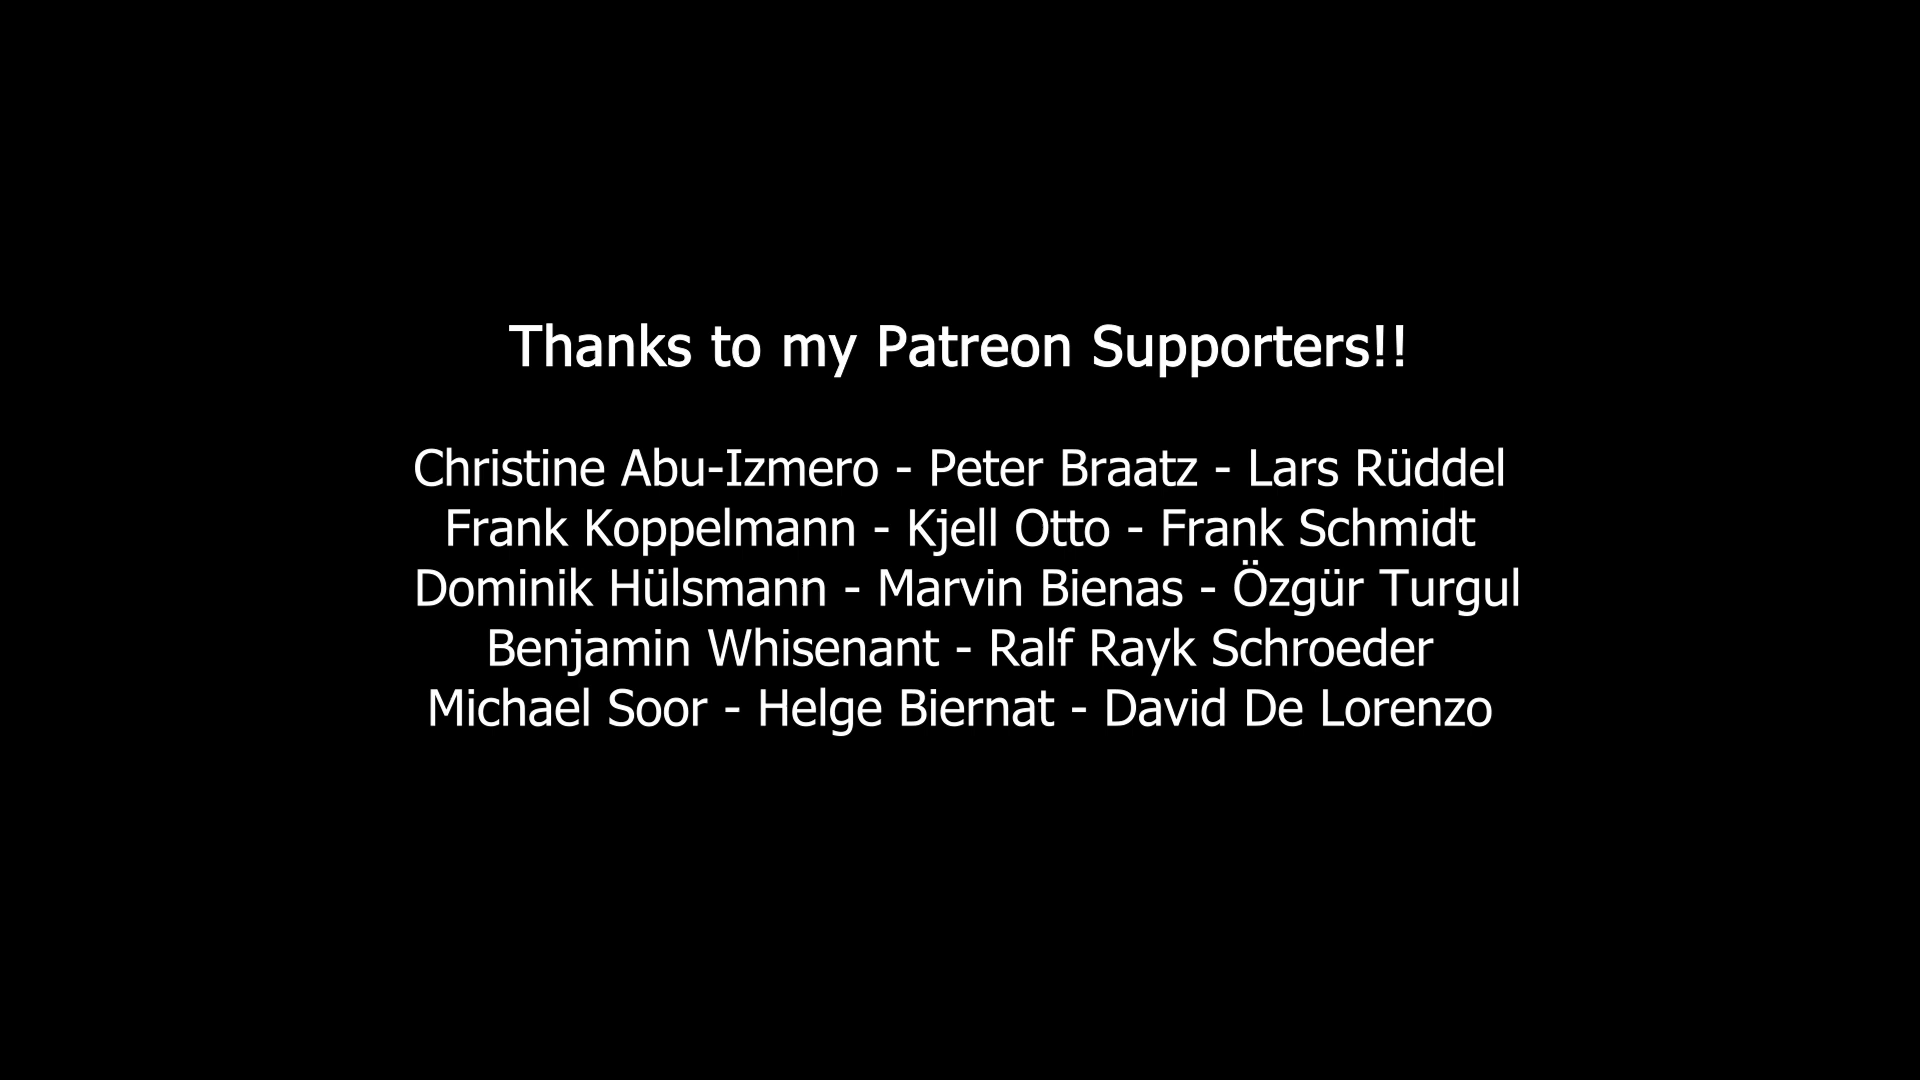 Thanks to my Patreon Supporters!!
Christine Abu-Izmero - Peter Braatz - Lars Rüddel
Frank Koppelmann - Kjell Otto - Frank Schmidt
Dominik Hülsmann - Marvin Bienas - Özgür Turgul
Benjamin Whisenant - Ralf Rayk Schroeder
Michael Soor - Helge Biernat - David De Lorenzo